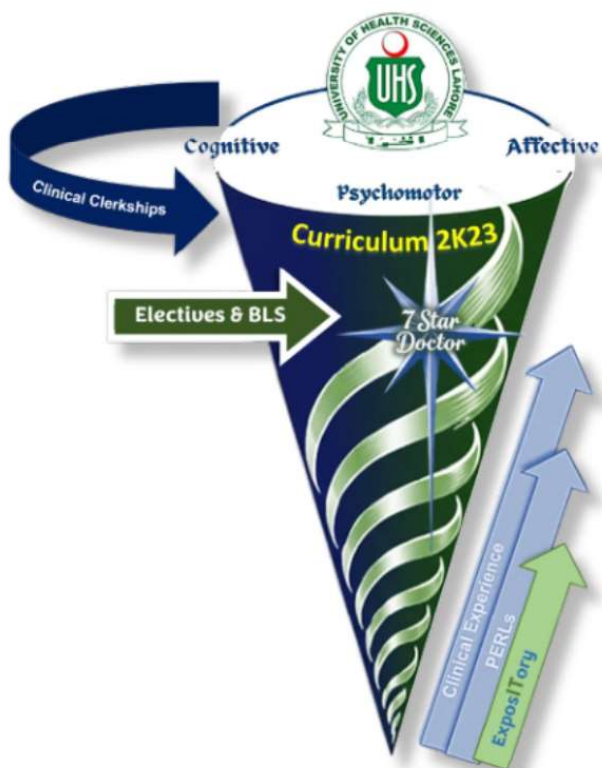 UNIVERSITY OF HEALTH SCIENCES LAHORE
UHS
Cognitive
Affective
Psychomotor
Clinical Clerkships
Curriculum 2K23
Electives & BLS
7 Star
Doctor
Clinical Experience
PERLs
ExposITory